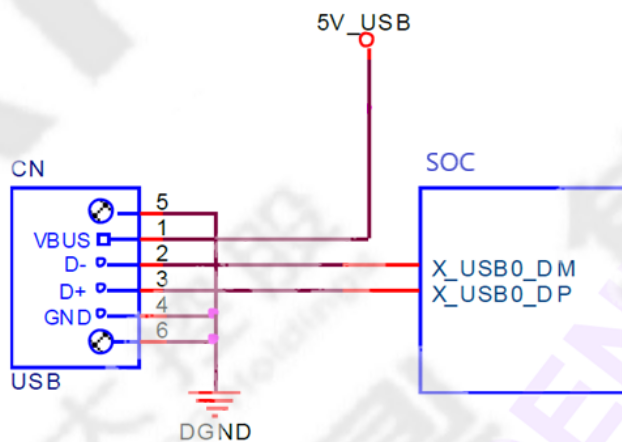 5V_USB
CN
SOC
5
VBUS 1
D- 2
X_USB0_DM
D+ 3
X_USB0_DP
GND 4
6
USB
DGND